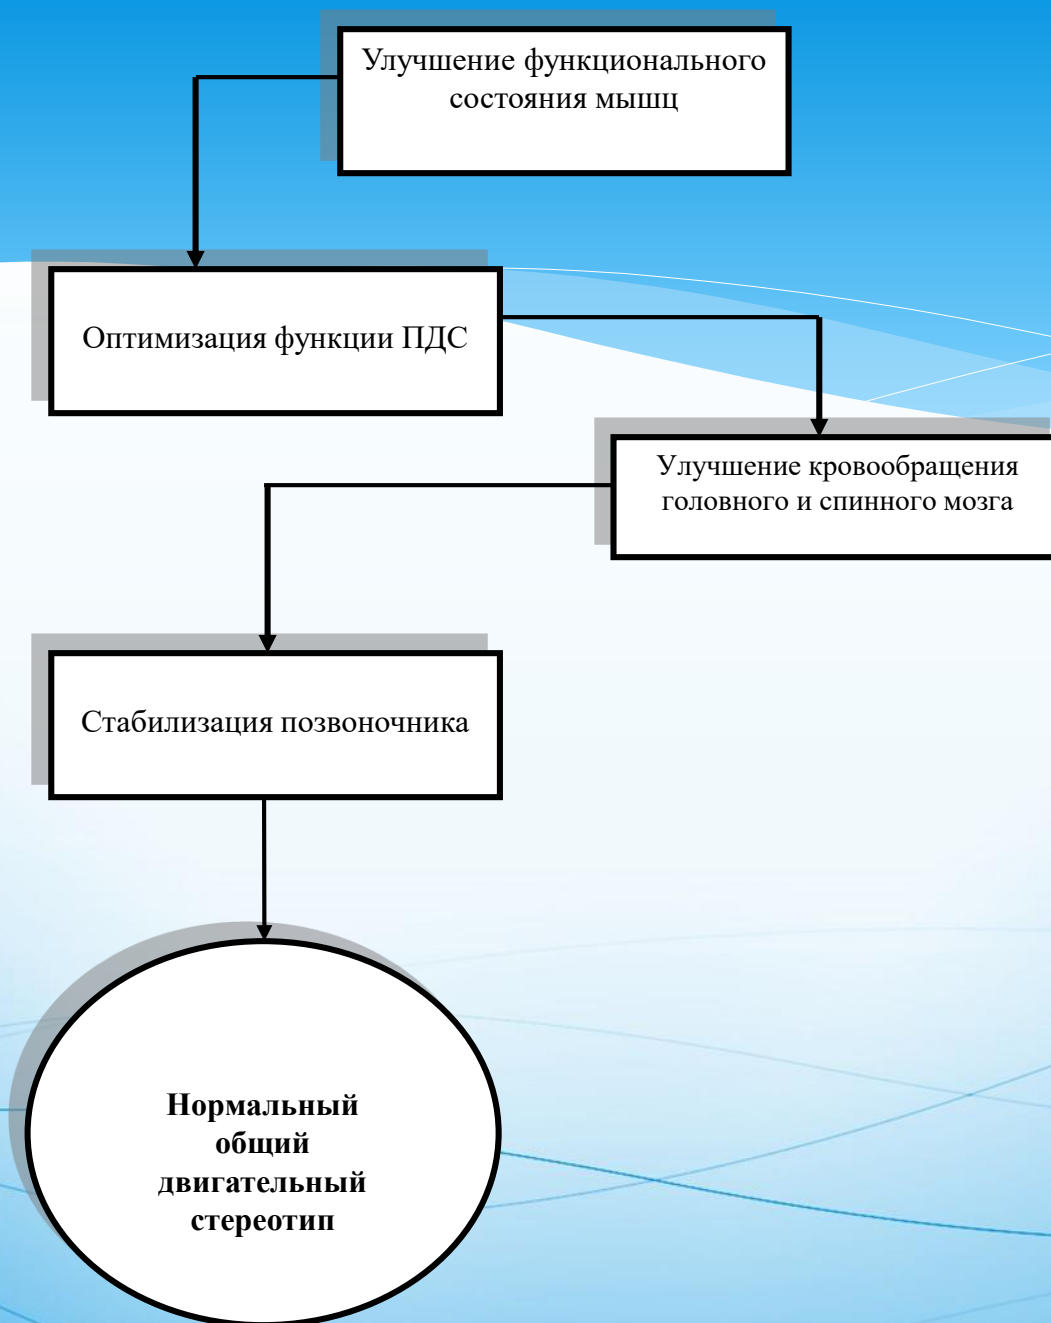 Улучшение функционального
состояния мышц
Оптимизация функции ПДС
Улучшение кровообращения
головного и спинного мозга
Стабилизация позвоночника
Нормальный
общий
двигательный
стереотип